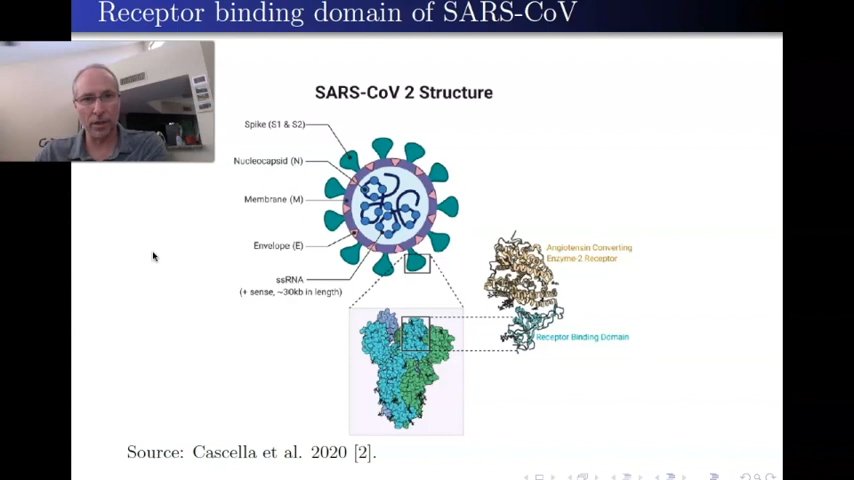 Receptor binding domain of SARS-CoV
SARS-CoV 2 Structure
Spike (S1 & S2)
Nucleocapsid (N)
Membrane (M)
Envelope (E)
ssRNA
(+ sense, ~30kb in length)
Angiotensin Converting
Enzyme-2 Receptor
Receptor Binding Domain
Source: Cascella et al. 2020 [2].